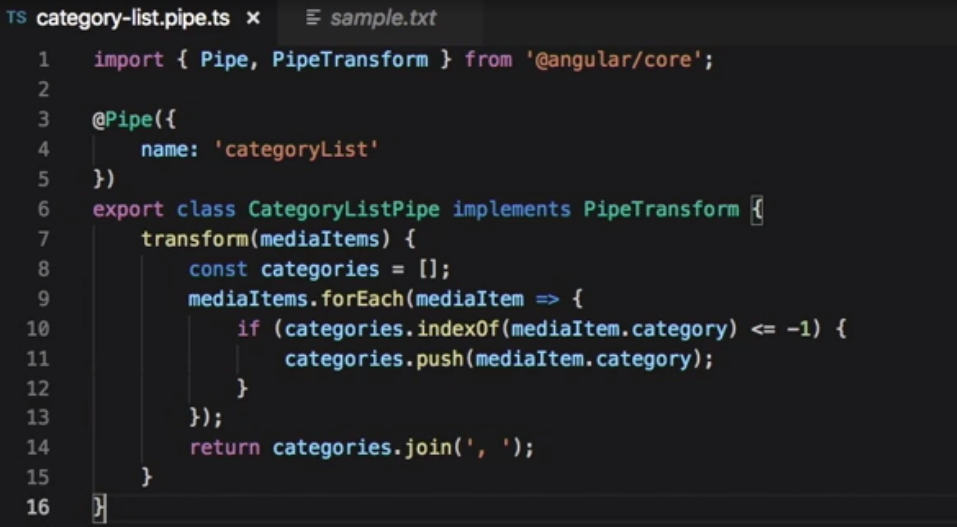 TS category-list.pipe.ts × sample.txt
1 import { Pipe, PipeTransform } from '@angular/core';
2
3 @Pipe({
4     name: 'categoryList'
5 })
6 export class CategoryListPipe implements PipeTransform {
7     transform(mediaItems) {
8         const categories = [];
9         mediaItems.forEach(mediaItem => {
10             if (categories.indexOf(mediaItem.category) <= -1) {
11                 categories.push(mediaItem.category);
12             }
13         });
14         return categories.join(', ');
15     }
16 }